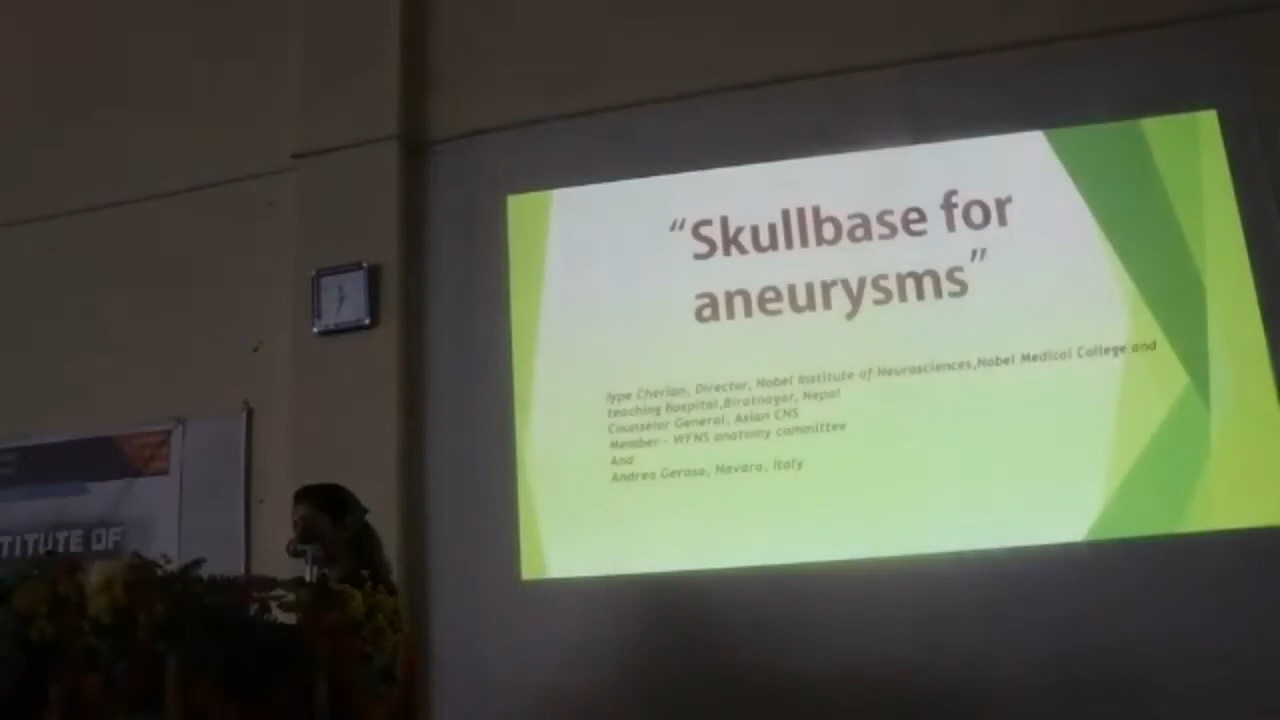 “Skullbase for
aneurysms”
Iype Cherian, Director, Nobel Institute of Neurosciences,Nobel Medical College and
teaching hospital,Biratnagar, Nepal
Counselor General, Asian CNS
Member - WFNS anatomy committee
And
Andrea Gerosa, Navara, Italy
TITUTE OF